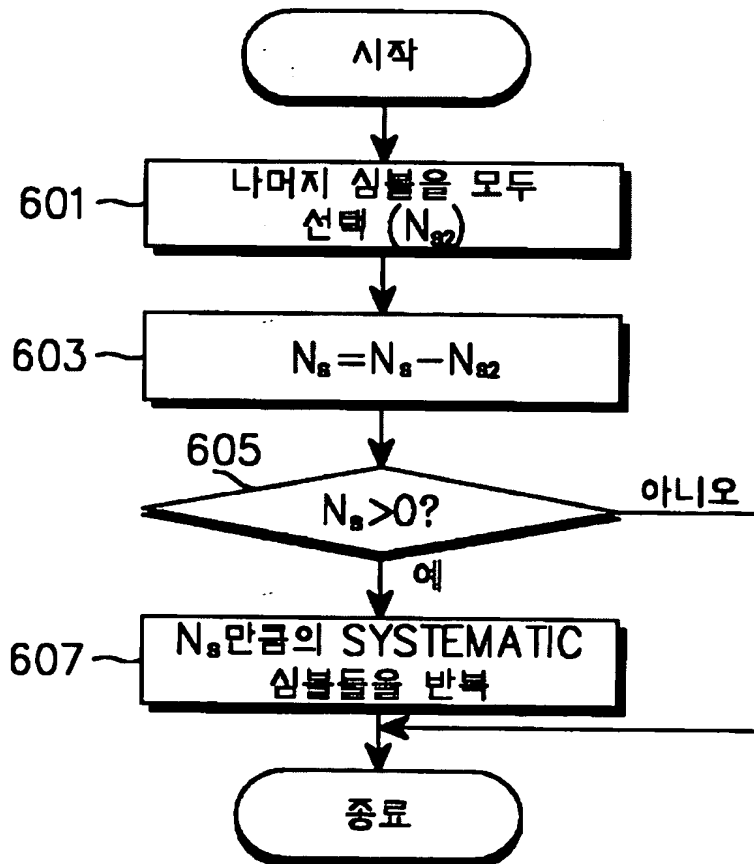 시작
601
나머지 심볼을 모두
선택 (Ns2)
603
Ns=Ns-Ns2
605
Ns>0?
아니오
예
607
Ns만큼의 SYSTEMATIC
심볼들을 반복
종료